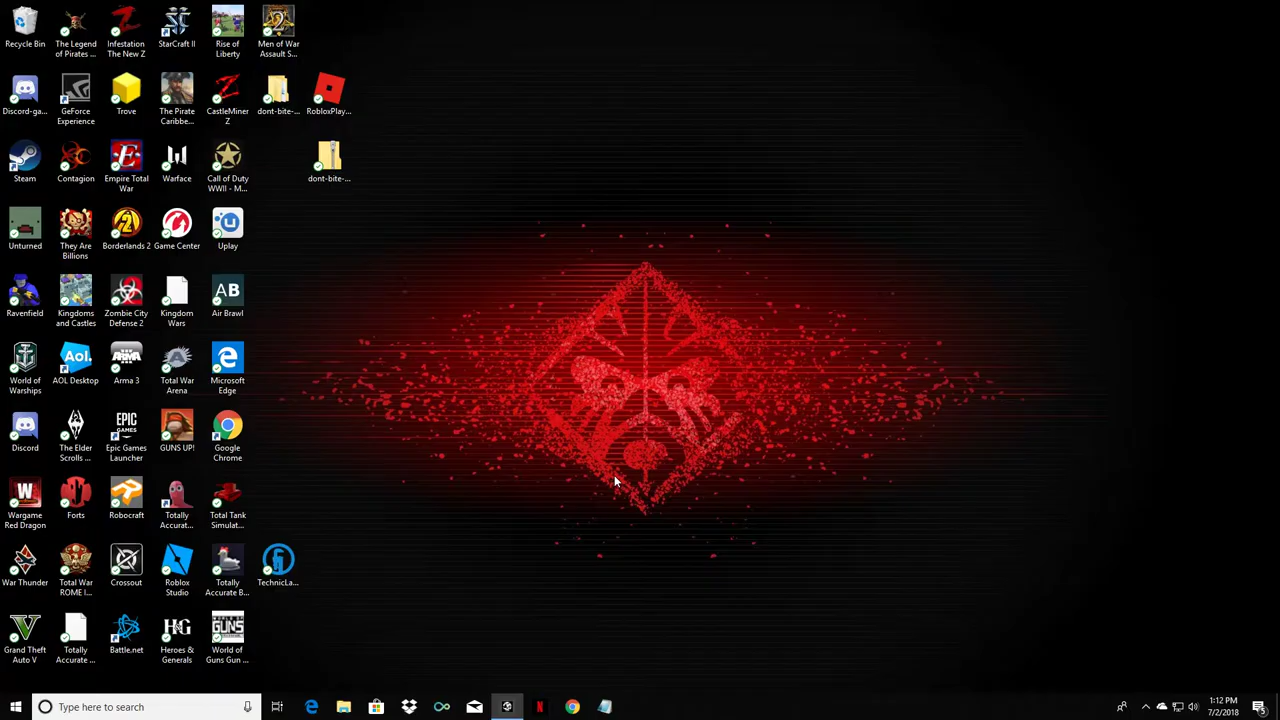 Recycle Bin
The Legend
of Pirates ...
Infestation
The New Z
StarCraft II
Rise of
Liberty
Men of War
Assault S...
Discord-ga...
GeForce
Experience
Trove
The Pirate
Caribbe...
CastleMiner
Z
dont-bite-...
RobloxPlay...
Steam
Contagion
Empire Total
War
Warface
Call of Duty
WWII - M...
dont-bite-...
Unturned
They Are
Billions
Borderlands 2
Game Center
Uplay
Ravenfield
Kingdoms
and Castles
Zombie City
Defense 2
Kingdom
Wars
AB
Air Brawl
World of
Warships
Aol.
AOL Desktop
ARMA
Arma 3
Total War
Arena
Microsoft
Edge
Discord
The Elder
Scrolls ...
EPIC
GAMES
Epic Games
Launcher
GUNS UP!
Google
Chrome
W
Wargame
Red Dragon
Forts
Robocraft
Totally
Accurat...
Total Tank
Simulat...
War Thunder
Total War
ROME I...
Crossout
Roblox
Studio
Totally
Accurate B...
TechnicLa...
V
Grand Theft
Auto V
Totally
Accurate ...
Battle.net
H&G
Heroes &
Generals
GUNS
World of
Guns Gun ...
Type here to search
1:12 PM
7/2/2018